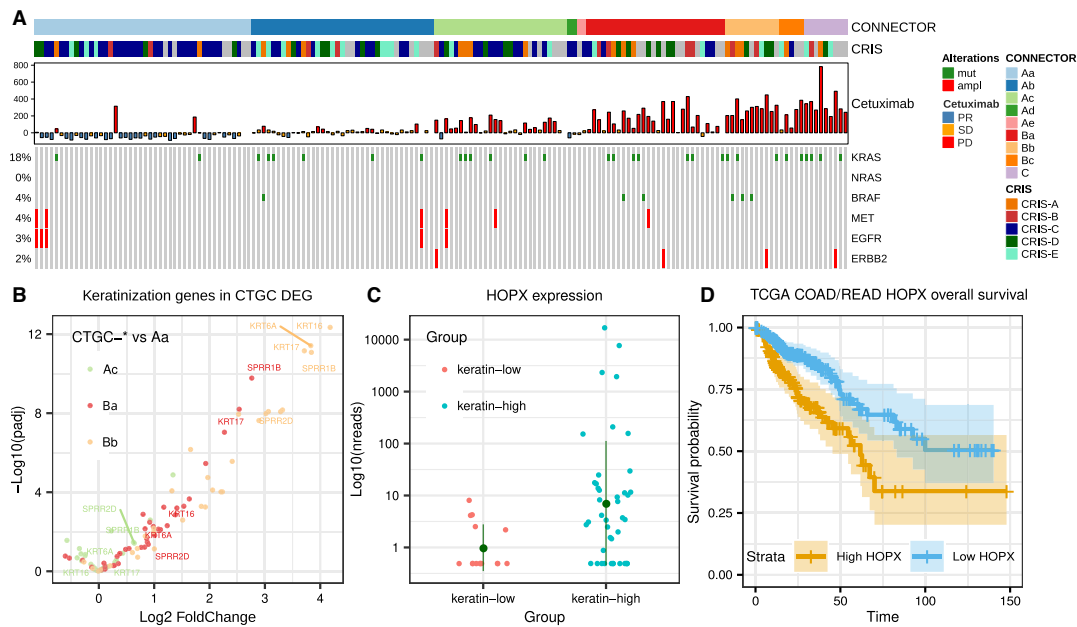 A
CONNECTOR
CRIS
800
600
400
200
0
Cetuximab
18%
KRAS
0%
NRAS
4%
BRAF
4%
MET
3%
EGFR
2%
ERBB2
Alterations
mut
ampl
Cetuximab
PR
SD
PD
CONNECTOR
Aa
Ab
Ac
Ad
Ae
Ba
Bb
Bc
C
CRIS
CRIS-A
CRIS-B
CRIS-C
CRIS-D
CRIS-E
B
Keratinization genes in CTGC DEG
CTGC-* vs Aa
Ac
Ba
Bb
KRT6A
KRT16
KRT17
SPRR1B
SPRR1B
KRT17
SPRR2D
SPRR2D
SPRR1B
KRT16
KRT6A
KRT6A
SPRR2D
KRT16
KRT17
12
8
4
0
-Log10(padj)
0
1
2
3
4
Log2 FoldChange
C
HOPX expression
Group
keratin-low
keratin-high
10000
1000
100
10
1
Log10(nreads)
keratin-low
keratin-high
Group
D
TCGA COAD/READ HOPX overall survival
1.00
0.75
0.50
0.25
0.00
Survival probability
Strata
High HOPX
Low HOPX
0
50
100
150
Time